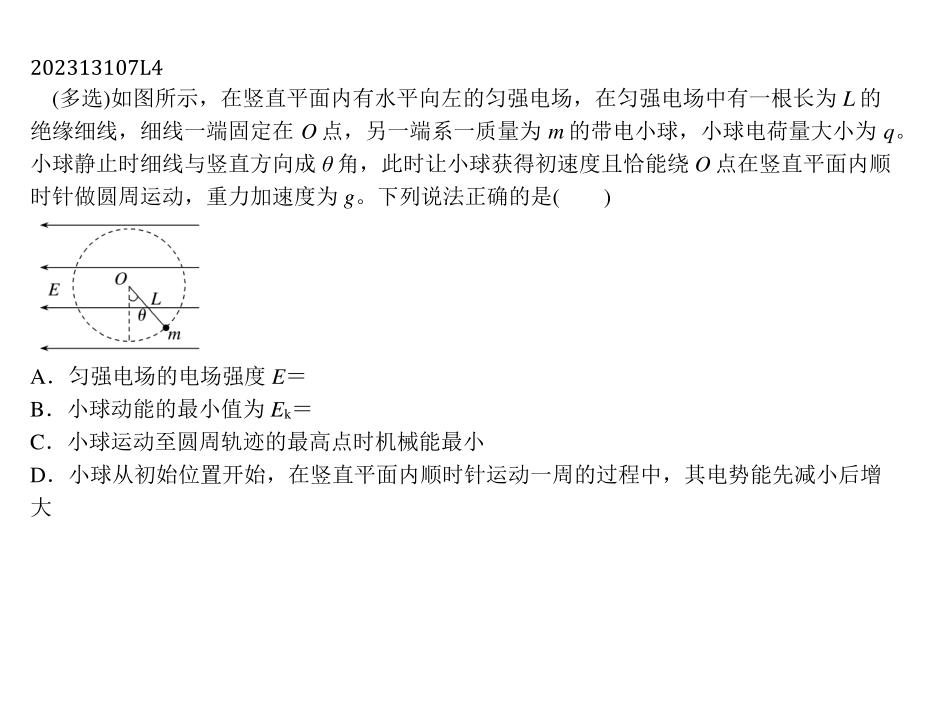 202313107L4
(多选)如图所示，在竖直平面内有水平向左的匀强电场，在匀强电场中有一根长为 L 的
绝缘细线，细线一端固定在 O 点，另一端系一质量为 m 的带电小球，小球电荷量大小为 q。
小球静止时细线与竖直方向成 θ 角，此时让小球获得初速度且恰能绕 O 点在竖直平面内顺
时针做圆周运动，重力加速度为 g。下列说法正确的是(　　)
O
E
L
θ
m
A．匀强电场的电场强度 E＝
B．小球动能的最小值为 Eₖ＝
C．小球运动至圆周轨迹的最高点时机械能最小
D．小球从初始位置开始，在竖直平面内顺时针运动一周的过程中，其电势能先减小后增
大